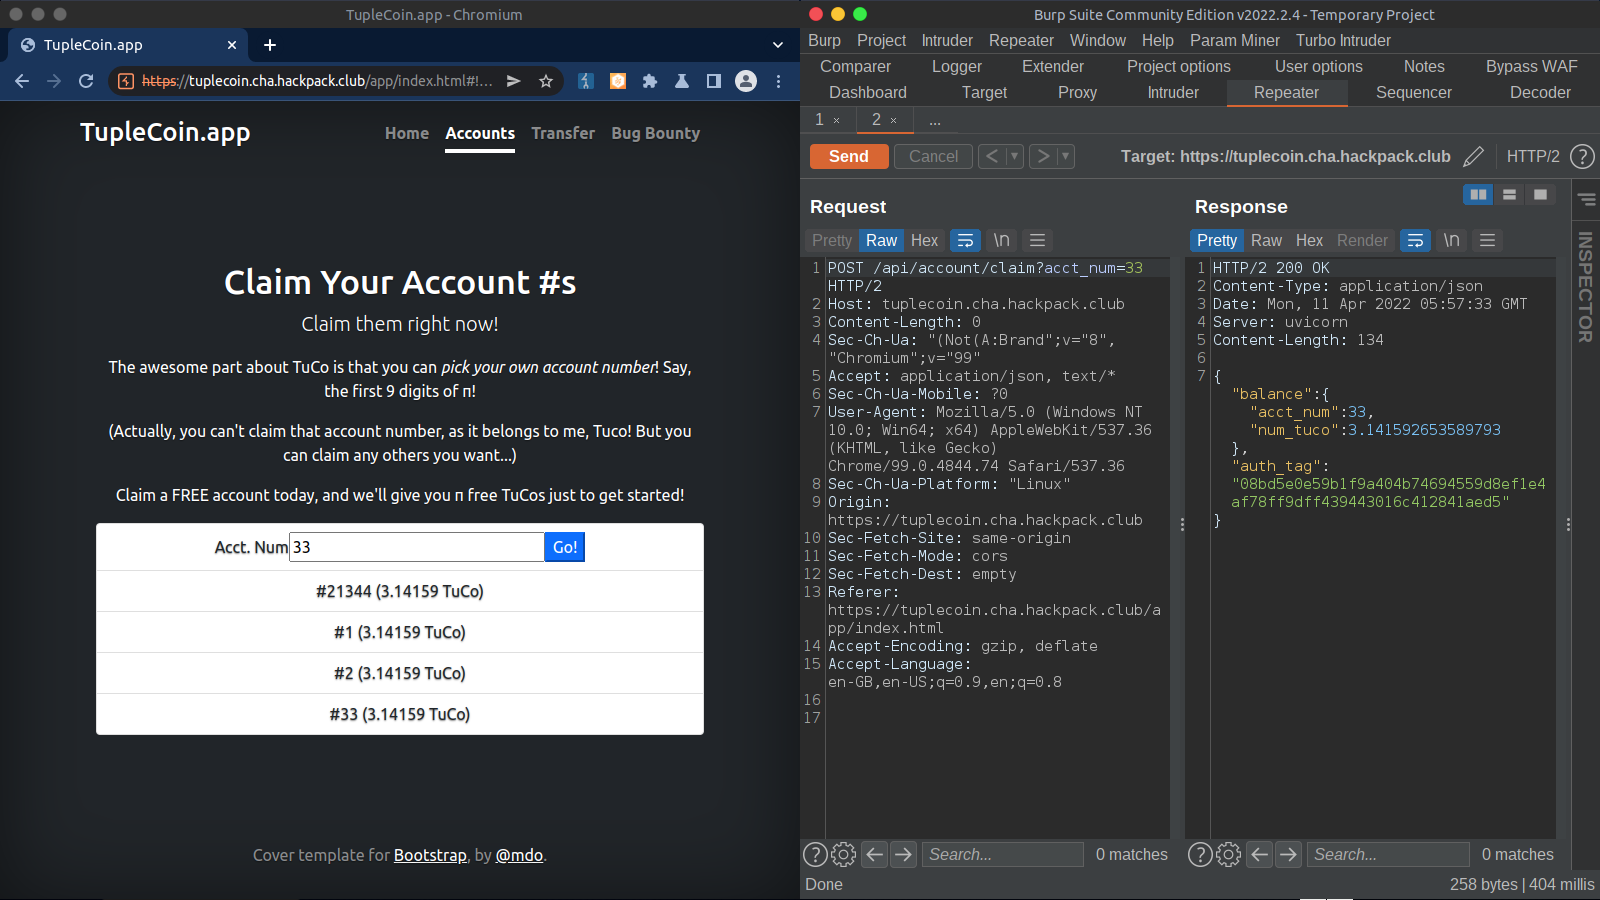 TupleCoin.app - Chromium
TupleCoin.app
https://tuplecoin.cha.hackpack.club/app/index.html#!...
TupleCoin.app
Home Accounts Transfer Bug Bounty
Claim Your Account #s
Claim them right now!
The awesome part about TuCo is that you can pick your own account number! Say,
the first 9 digits of π!
(Actually, you can't claim that account number, as it belongs to me, Tuco! But you
can claim any others you want...)
Claim a FREE account today, and we'll give you π free TuCos just to get started!
Acct. Num 33 Go!
#21344 (3.14159 TuCo)
#1 (3.14159 TuCo)
#2 (3.14159 TuCo)
#33 (3.14159 TuCo)
Cover template for Bootstrap, by @mdo.
Burp Suite Community Edition v2022.2.4 - Temporary Project
Burp Project Intruder Repeater Window Help Param Miner Turbo Intruder
Comparer Logger Extender Project options User options Notes Bypass WAF
Dashboard Target Proxy Intruder Repeater Sequencer Decoder
1 × 2 × ...
Send Cancel < > Target: https://tuplecoin.cha.hackpack.club HTTP/2 ?
Request
Pretty Raw Hex \n
1 POST /api/account/claim?acct_num=33
HTTP/2
2 Host: tuplecoin.cha.hackpack.club
3 Content-Length: 0
4 Sec-Ch-Ua: "(Not(A:Brand";v="8",
"Chromium";v="99"
5 Accept: application/json, text/*
6 Sec-Ch-Ua-Mobile: ?0
7 User-Agent: Mozilla/5.0 (Windows NT
10.0; Win64; x64) AppleWebKit/537.36
(KHTML, like Gecko)
Chrome/99.0.4844.74 Safari/537.36
8 Sec-Ch-Ua-Platform: "Linux"
9 Origin:
https://tuplecoin.cha.hackpack.club
10 Sec-Fetch-Site: same-origin
11 Sec-Fetch-Mode: cors
12 Sec-Fetch-Dest: empty
13 Referer:
https://tuplecoin.cha.hackpack.club/a
pp/index.html
14 Accept-Encoding: gzip, deflate
15 Accept-Language:
en-GB,en-US;q=0.9,en;q=0.8
16
17
? Search... 0 matches
Response
Pretty Raw Hex Render \n
1 HTTP/2 200 OK
2 Content-Type: application/json
3 Date: Mon, 11 Apr 2022 05:57:33 GMT
4 Server: uvicorn
5 Content-Length: 134
6
7 {
"balance":{
"acct_num":33,
"num_tuco":3.141592653589793
},
"auth_tag":
"08bd5e0e59b1f9a404b74694559d8ef1e4
af78ff9dff439443016c412841aed5"
}
? Search... 0 matches
INSPECTOR
Done
258 bytes | 404 millis